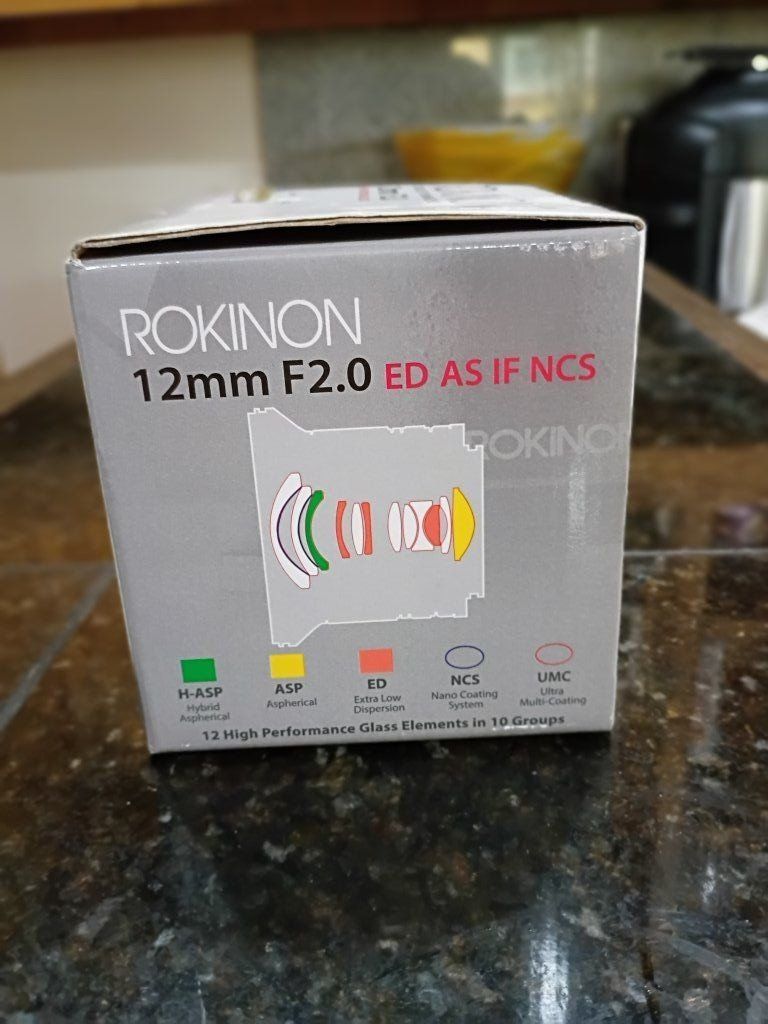 ROKINON
12mm F2.0 ED AS IF NCS
ROKINO
H-ASP
Hybrid
Aspherical
ASP
Aspherical
ED
Extra Low
Dispersion
NCS
Nano Coating
System
UMC
Ultra
Multi-Coating
12 High Performance Glass Elements in 10 Groups